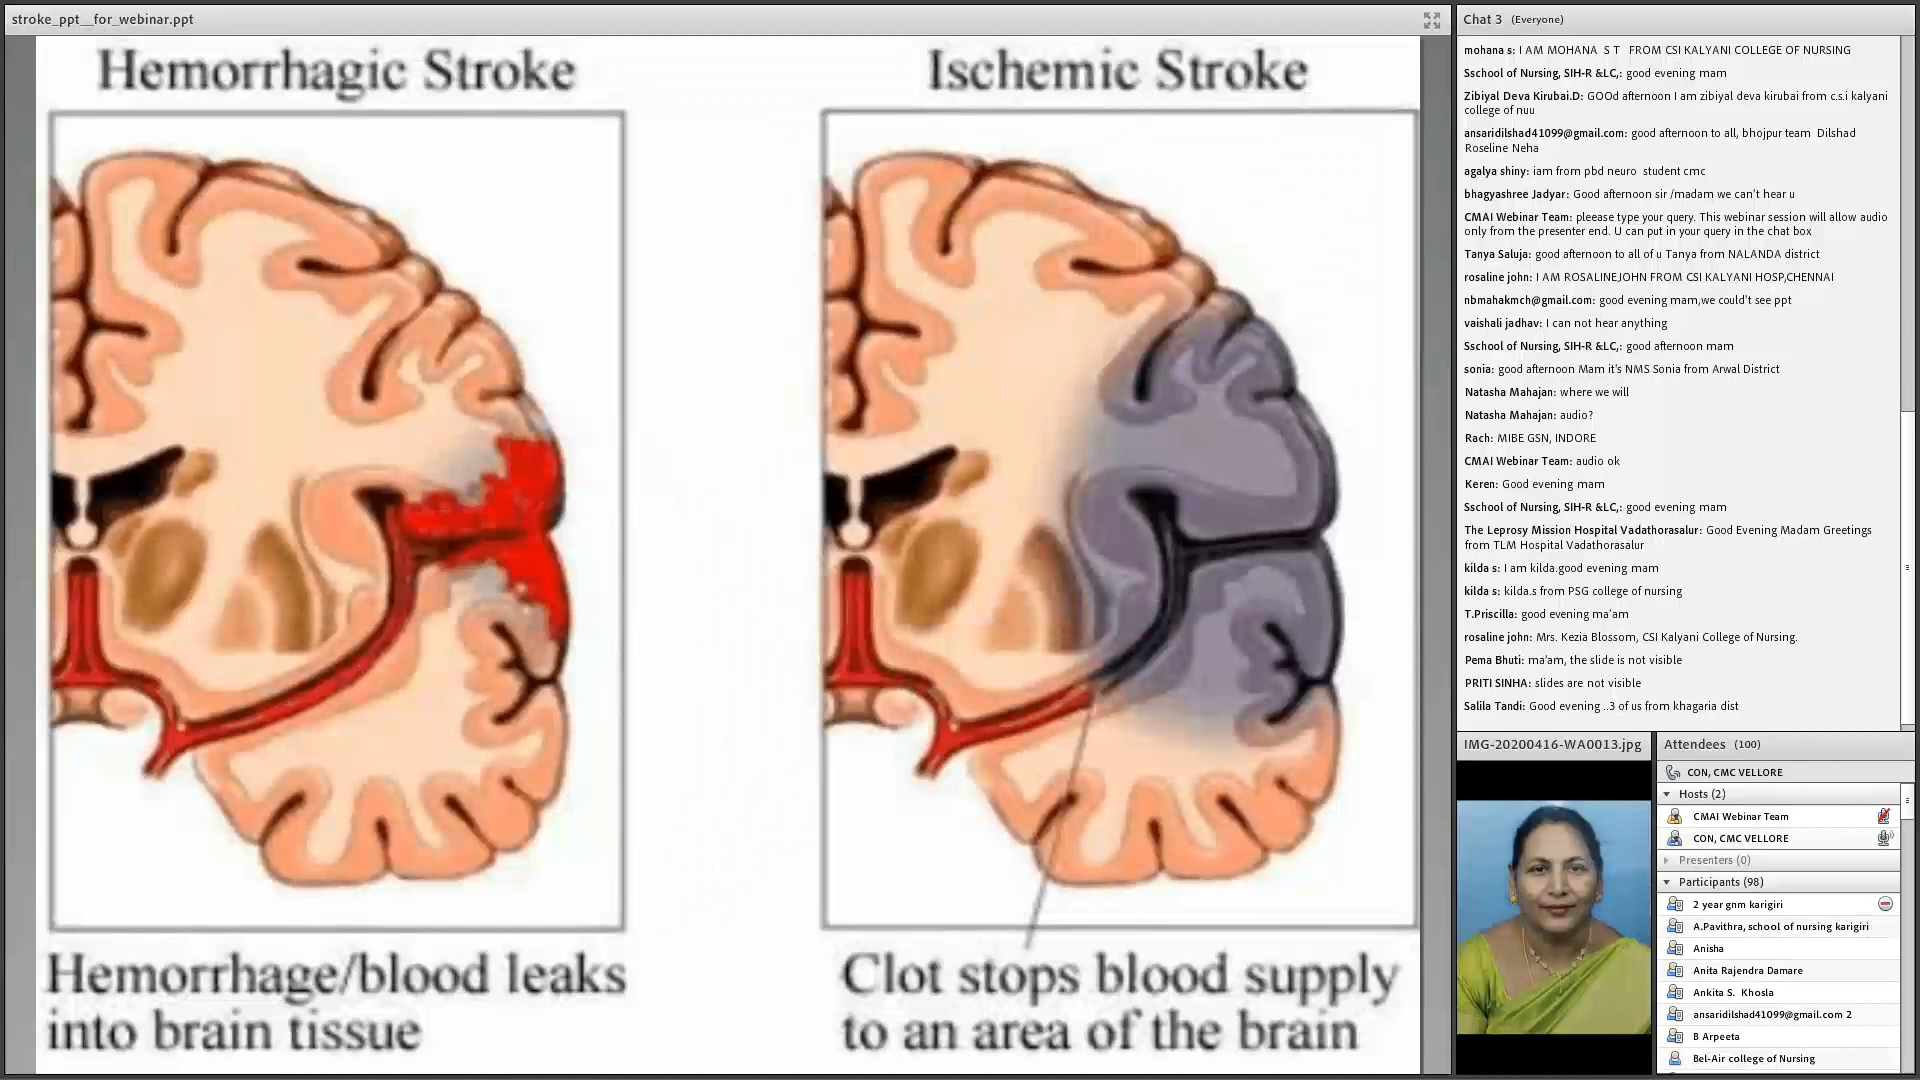 stroke_ppt__for_webinar.ppt
Hemorrhagic Stroke
Ischemic Stroke
Hemorrhage/blood leaks
into brain tissue
Clot stops blood supply
to an area of the brain
Chat 3 (Everyone)
mohana s: I AM MOHANA S T FROM CSI KALYANI COLLEGE OF NURSING
Sschool of Nursing, SIH-R &LC,: good evening mam
Zibiyal Deva Kirubai.D: GOOd afternoon I am zibiyal deva kirubai from c.s.i kalyani
college of nuu
ansaridilshad41099@gmail.com: good afternoon to all, bhojpur team Dilshad
Roseline Neha
agalya shiny: iam from pbd neuro student cmc
bhagyashree Jadyar: Good afternoon sir /madam we can't hear u
CMAI Webinar Team: pleease type your query. This webinar session will allow audio
only from the presenter end. U can put in your query in the chat box
Tanya Saluja: good afternoon to all of u Tanya from NALANDA district
rosaline john: I AM ROSALINEJOHN FROM CSI KALYANI HOSP,CHENNAI
nbmahakmch@gmail.com: good evening mam,we could't see ppt
vaishali jadhav: I can not hear anything
Sschool of Nursing, SIH-R &LC,: good afternoon mam
sonia: good afternoon Mam it's NMS Sonia from Arwal District
Natasha Mahajan: where we will
Natasha Mahajan: audio?
Rach: MIBE GSN, INDORE
CMAI Webinar Team: audio ok
Keren: Good evening mam
Sschool of Nursing, SIH-R &LC,: good evening mam
The Leprosy Mission Hospital Vadathorasalur: Good Evening Madam Greetings
from TLM Hospital Vadathorasalur
kilda s: I am kilda.good evening mam
kilda s: kilda.s from PSG college of nursing
T.Priscilla: good evening ma'am
rosaline john: Mrs. Kezia Blossom, CSI Kalyani College of Nursing.
Pema Bhuti: ma'am, the slide is not visible
PRITI SINHA: slides are not visible
Salila Tandi: Good evening ..3 of us from khagaria dist
IMG-20200416-WA0013.jpg
Attendees (100)
CON, CMC VELLORE
Hosts (2)
CMAI Webinar Team
CON, CMC VELLORE
Presenters (0)
Participants (98)
2 year gnm karigiri
A.Pavithra, school of nursing karigiri
Anisha
Anita Rajendra Damare
Ankita S. Khosla
ansaridilshad41099@gmail.com 2
B Arpeeta
Bel-Air college of Nursing